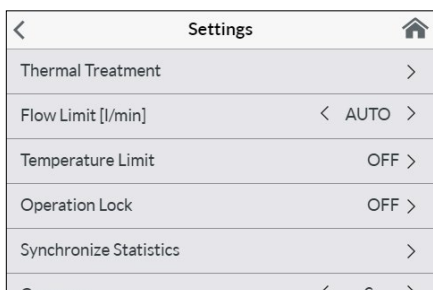 Settings
Thermal Treatment
Flow Limit [l/min] < AUTO >
Temperature Limit OFF >
Operation Lock OFF >
Synchronize Statistics